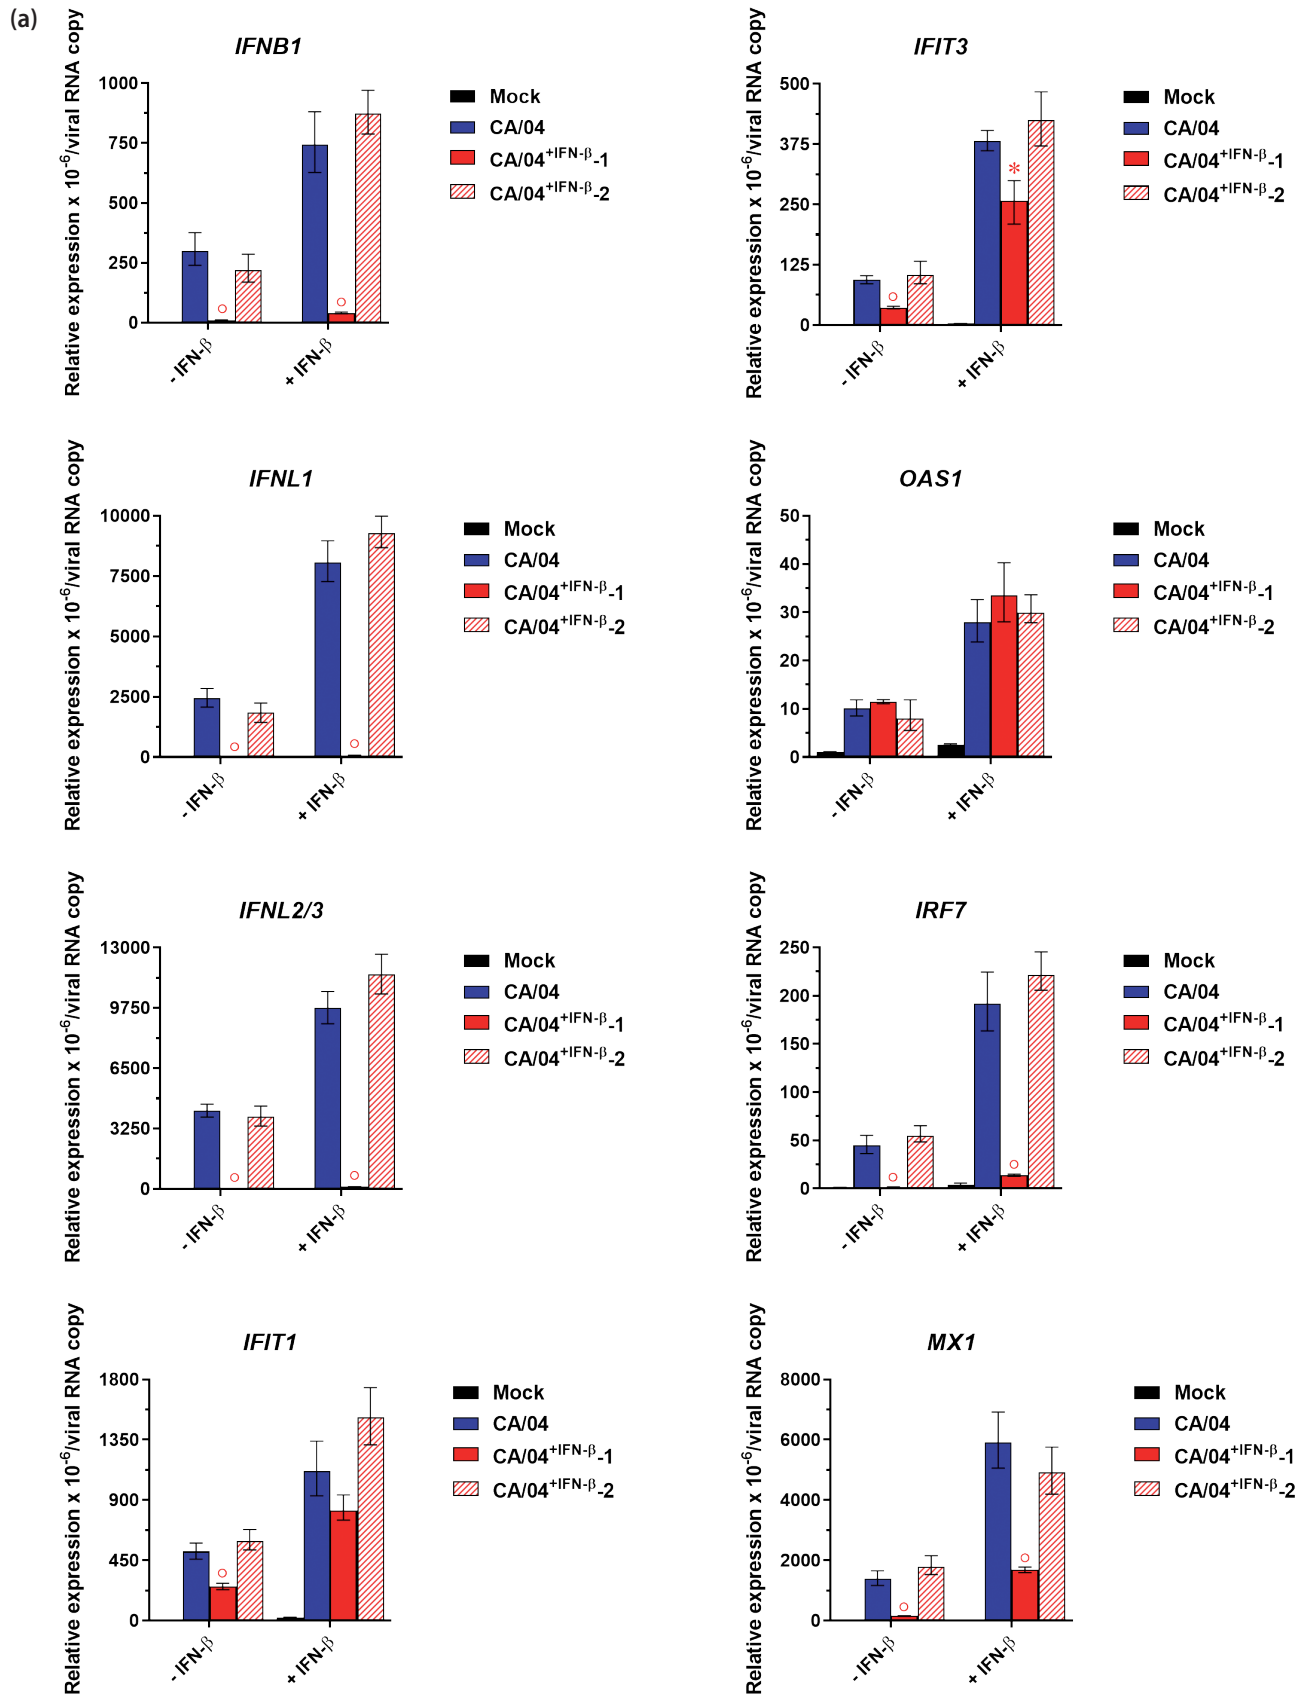 (a)
IFNB1
Relative expression x 10-6/viral RNA copy
1000
750
500
250
0
- IFN-β
+ IFN-β
Mock
CA/04
CA/04+IFN-β-1
CA/04+IFN-β-2
IFIT3
Relative expression x 10-6/viral RNA copy
500
375
250
125
0
*
- IFN-β
+ IFN-β
Mock
CA/04
CA/04+IFN-β-1
CA/04+IFN-β-2
IFNL1
Relative expression x 10-6/viral RNA copy
10000
7500
5000
2500
0
- IFN-β
+ IFN-β
Mock
CA/04
CA/04+IFN-β-1
CA/04+IFN-β-2
OAS1
Relative expression x 10-6/viral RNA copy
50
40
30
20
10
0
- IFN-β
+ IFN-β
Mock
CA/04
CA/04+IFN-β-1
CA/04+IFN-β-2
IFNL2/3
Relative expression x 10-6/viral RNA copy
13000
9750
6500
3250
0
- IFN-β
+ IFN-β
Mock
CA/04
CA/04+IFN-β-1
CA/04+IFN-β-2
IRF7
Relative expression x 10-6/viral RNA copy
250
200
150
100
50
0
- IFN-β
+ IFN-β
Mock
CA/04
CA/04+IFN-β-1
CA/04+IFN-β-2
IFIT1
Relative expression x 10-6/viral RNA copy
1800
1350
900
450
0
- IFN-β
+ IFN-β
Mock
CA/04
CA/04+IFN-β-1
CA/04+IFN-β-2
MX1
Relative expression x 10-6/viral RNA copy
8000
6000
4000
2000
0
- IFN-β
+ IFN-β
Mock
CA/04
CA/04+IFN-β-1
CA/04+IFN-β-2